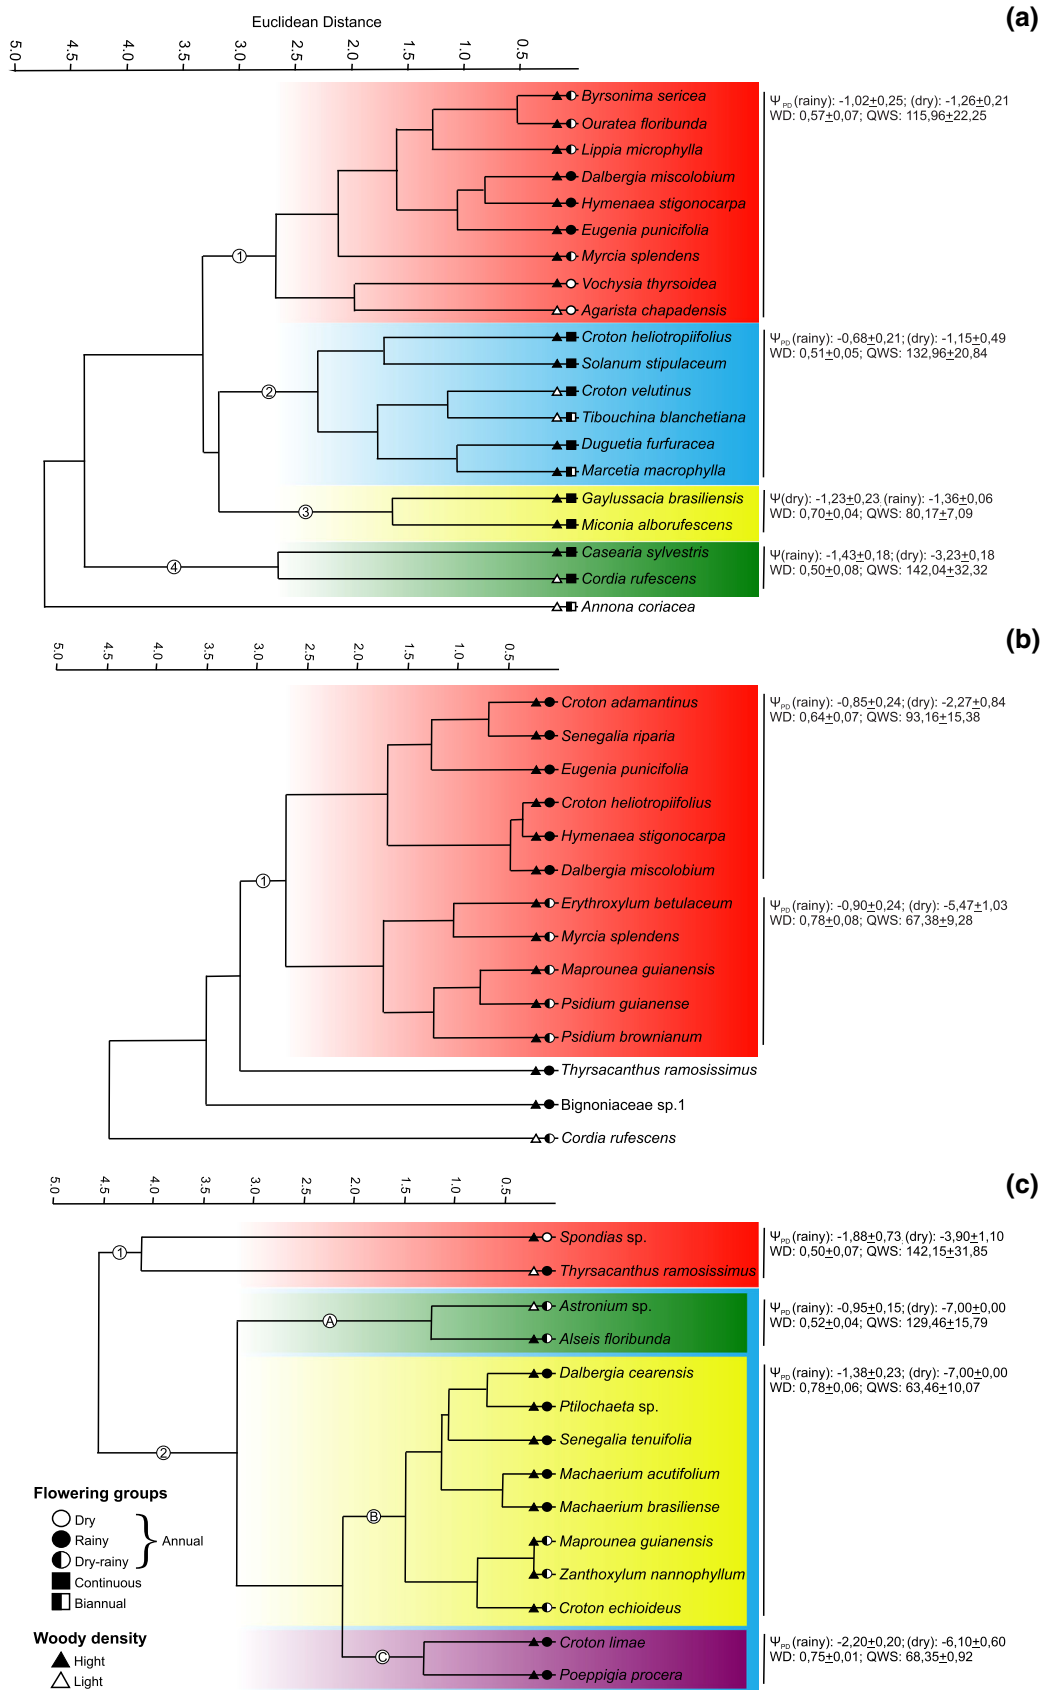 Euclidean Distance
(a)
5.0 4.5 4.0 3.5 3.0 2.5 2.0 1.5 1.0 0.5
Byrsonima sericea
Ouratea floribunda
Lippia microphylla
Dalbergia miscolobium
Hymenaea stigonocarpa
Eugenia punicifolia
Myrcia splendens
Vochysia thyrsoidea
Agarista chapadensis
1
Ψ PD (rainy): -1,02±0,25; (dry): -1,26±0,21
WD: 0,57±0,07; QWS: 115,96±22,25
Croton heliotropiifolius
Solanum stipulaceum
Croton velutinus
Tibouchina blanchetiana
Duguetia furfuracea
Marcetia macrophylla
2
Ψ PD (rainy): -0,68±0,21; (dry): -1,15±0,49
WD: 0,51±0,05; QWS: 132,96±20,84
Gaylussacia brasiliensis
Miconia alborufescens
3
Ψ(dry): -1,23±0,23 (rainy): -1,36±0,06
WD: 0,70±0,04; QWS: 80,17±7,09
Casearia sylvestris
Cordia rufescens
4
Ψ(rainy): -1,43±0,18; (dry): -3,23±0,18
WD: 0,50±0,08; QWS: 142,04±32,32
Annona coriacea
(b)
5.0 4.5 4.0 3.5 3.0 2.5 2.0 1.5 1.0 0.5
Croton adamantinus
Senegalia riparia
Eugenia punicifolia
Croton heliotropiifolius
Hymenaea stigonocarpa
Dalbergia miscolobium
Ψ PD (rainy): -0,85±0,24; (dry): -2,27±0,84
WD: 0,64±0,07; QWS: 93,16±15,38
1
Erythroxylum betulaceum
Myrcia splendens
Maprounea guianensis
Psidium guianense
Psidium brownianum
Ψ PD (rainy): -0,90±0,24; (dry): -5,47±1,03
WD: 0,78±0,08; QWS: 67,38±9,28
Thyrsacanthus ramosissimus
Bignoniaceae sp.1
Cordia rufescens
(c)
5.0 4.5 4.0 3.5 3.0 2.5 2.0 1.5 1.0 0.5
Spondias sp.
Thyrsacanthus ramosissimus
1
Ψ PD (rainy): -1,88±0,73 (dry): -3,90±1,10
WD: 0,50±0,07; QWS: 142,15±31,85
Astronium sp.
Alseis floribunda
A
Ψ PD (rainy): -0,95±0,15; (dry): -7,00±0,00
WD: 0,52±0,04; QWS: 129,46±15,79
Dalbergia cearensis
Ptilochaeta sp.
Senegalia tenuifolia
Machaerium acutifolium
Machaerium brasiliense
Maprounea guianensis
Zanthoxylum nannophyllum
Croton echioideus
2
B
Ψ PD (rainy): -1,38±0,23; (dry): -7,00±0,00
WD: 0,78±0,06; QWS: 63,46±10,07
Croton limae
Poeppigia procera
C
Ψ PD (rainy): -2,20±0,20; (dry): -6,10±0,60
WD: 0,75±0,01; QWS: 68,35±0,92
Flowering groups
Dry
Rainy
Dry-rainy
Annual
Continuous
Biannual
Woody density
Hight
Light